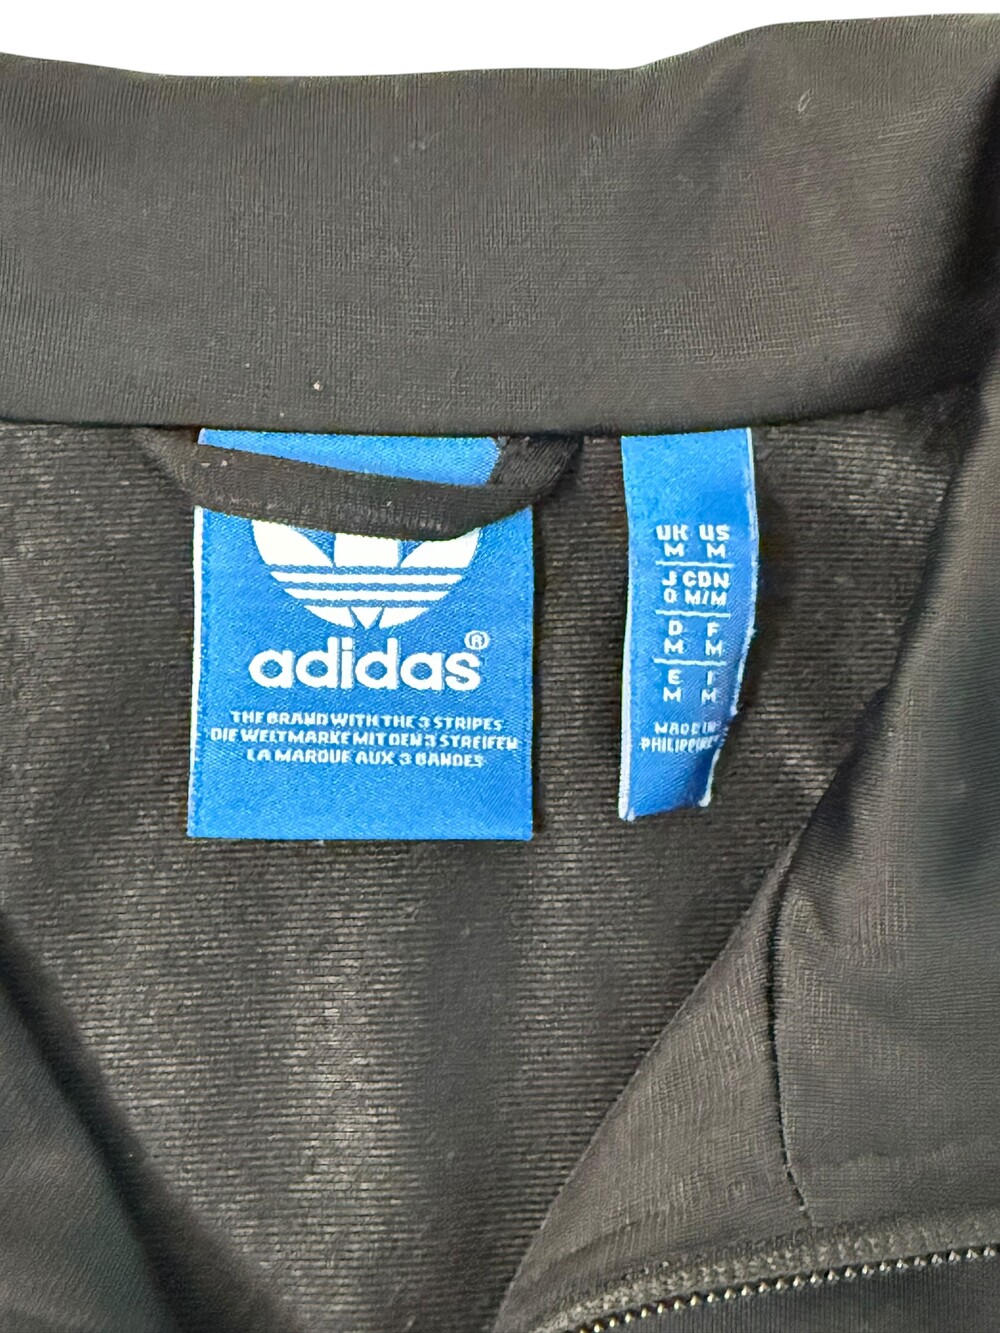 adidas®
THE BRAND WITH THE 3 STRIPES
DIE WELTMARKE MIT DEN 3 STREIFEN
LA MARQUE AUX 3 BANDES
UK US
M M
J CDN
O M/M
D F
M M
E I
M M
MADE IN
PHILIPPINES